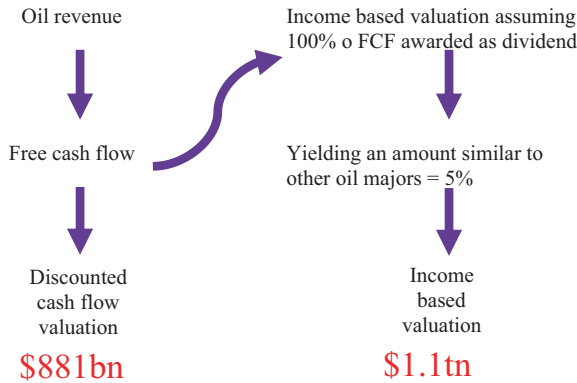 Oil revenue
Free cash flow
Discounted
cash flow
valuation
$881bn
Income based valuation assuming
100% o FCF awarded as dividend
Yielding an amount similar to
other oil majors = 5%
Income
based
valuation
$1.1tn